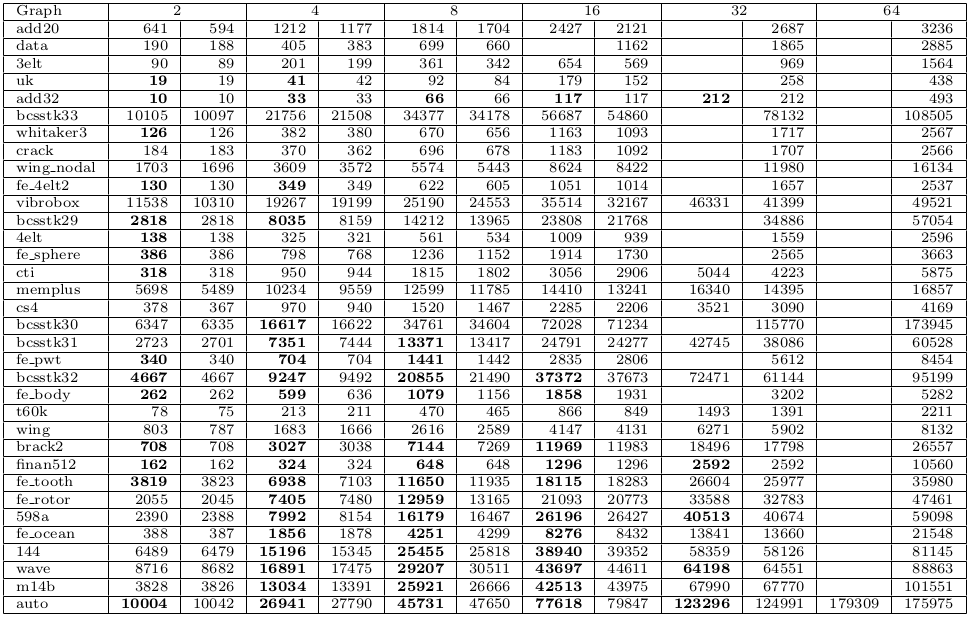 Graph 2 4 8 16 32 64
add20 641 594 1212 1177 1814 1704 2427 2121 2687 3236
data 190 188 405 383 699 660 1162 1865 2885
3elt 90 89 201 199 361 342 654 569 969 1564
uk 19 19 41 42 92 84 179 152 258 438
add32 10 10 33 33 66 66 117 117 212 212 493
bcsstk33 10105 10097 21756 21508 34377 34178 56687 54860 78132 108505
whitaker3 126 126 382 380 670 656 1163 1093 1717 2567
crack 184 183 370 362 696 678 1183 1092 1707 2566
wing_nodal 1703 1696 3609 3572 5574 5443 8624 8422 11980 16134
fe_4elt2 130 130 349 349 622 605 1051 1014 1657 2537
vibrobox 11538 10310 19267 19199 25190 24553 35514 32167 46331 41399 49521
bcsstk29 2818 2818 8035 8159 14212 13965 23808 21768 34886 57054
4elt 138 138 325 321 561 534 1009 939 1559 2596
fe_sphere 386 386 798 768 1236 1152 1914 1730 2565 3663
cti 318 318 950 944 1815 1802 3056 2906 5044 4223 5875
memplus 5698 5489 10234 9559 12599 11785 14410 13241 16340 14395 16857
cs4 378 367 970 940 1520 1467 2285 2206 3521 3090 4169
bcsstk30 6347 6335 16617 16622 34761 34604 72028 71234 115770 173945
bcsstk31 2723 2701 7351 7444 13371 13417 24791 24277 42745 38086 60528
fe_pwt 340 340 704 704 1441 1442 2835 2806 5612 8454
bcsstk32 4667 4667 9247 9492 20855 21490 37372 37673 72471 61144 95199
fe_body 262 262 599 636 1079 1156 1858 1931 3202 5282
t60k 78 75 213 211 470 465 866 849 1493 1391 2211
wing 803 787 1683 1666 2616 2589 4147 4131 6271 5902 8132
brack2 708 708 3027 3038 7144 7269 11969 11983 18496 17798 26557
finan512 162 162 324 324 648 648 1296 1296 2592 2592 10560
fe_tooth 3819 3823 6938 7103 11650 11935 18115 18283 26604 25977 35980
fe_rotor 2055 2045 7405 7480 12959 13165 21093 20773 33588 32783 47461
598a 2390 2388 7992 8154 16179 16467 26196 26427 40513 40674 59098
fe_ocean 388 387 1856 1878 4251 4299 8276 8432 13841 13660 21548
144 6489 6479 15196 15345 25455 25818 38940 39352 58359 58126 81145
wave 8716 8682 16891 17475 29207 30511 43697 44611 64198 64551 88863
m14b 3828 3826 13034 13391 25921 26666 42513 43975 67990 67770 101551
auto 10004 10042 26941 27790 45731 47650 77618 79847 123296 124991 179309 175975